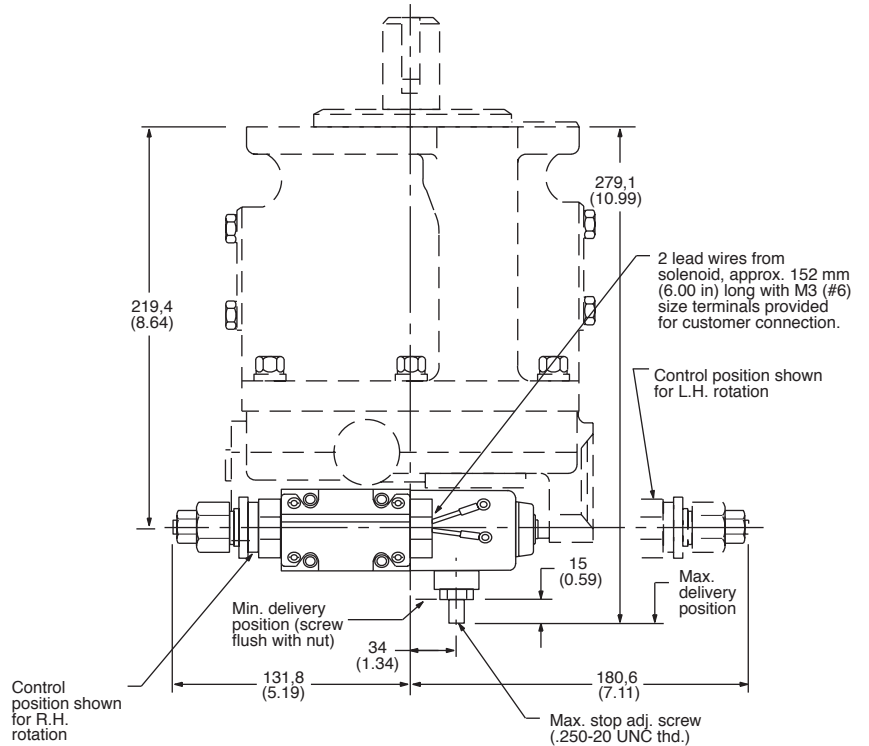 279,1
(10.99)
2 lead wires from
solenoid, approx. 152 mm
(6.00 in) long with M3 (#6)
size terminals provided
for customer connection.
219,4
(8.64)
Control position shown
for L.H. rotation
15
(0.59)
Max.
delivery
position
Min. delivery
position (screw
flush with nut)
34
(1.34)
131,8
(5.19)
180,6
(7.11)
Control
position shown
for R.H.
rotation
Max. stop adj. screw
(.250-20 UNC thd.)